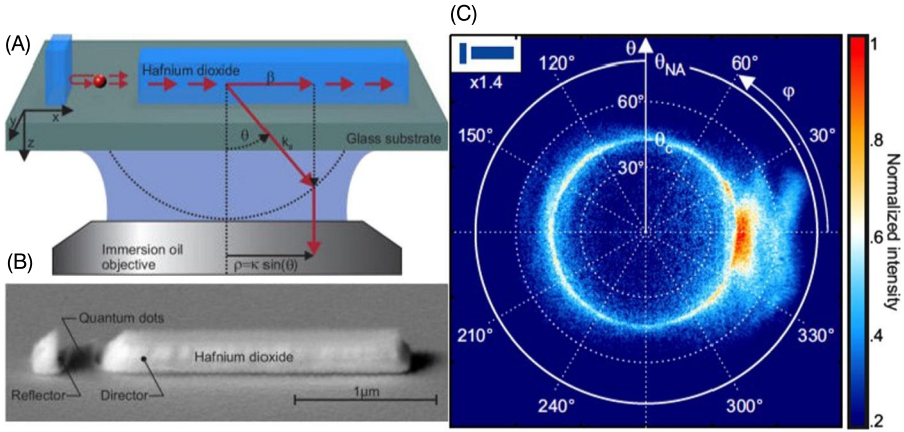 (A)
Hafnium dioxide
β
y
x
z
θ
kₛ
Glass substrate
Immersion oil
objective
ρ=κ sin(θ)
(B)
Quantum dots
Hafnium dioxide
Reflector
Director
1μm
(C)
x1.4
120°
θ
θNA
60°
φ
150°
60°
θc
30°
30°
210°
330°
240°
300°
1
.8
.6
.4
.2
Normalized intensity